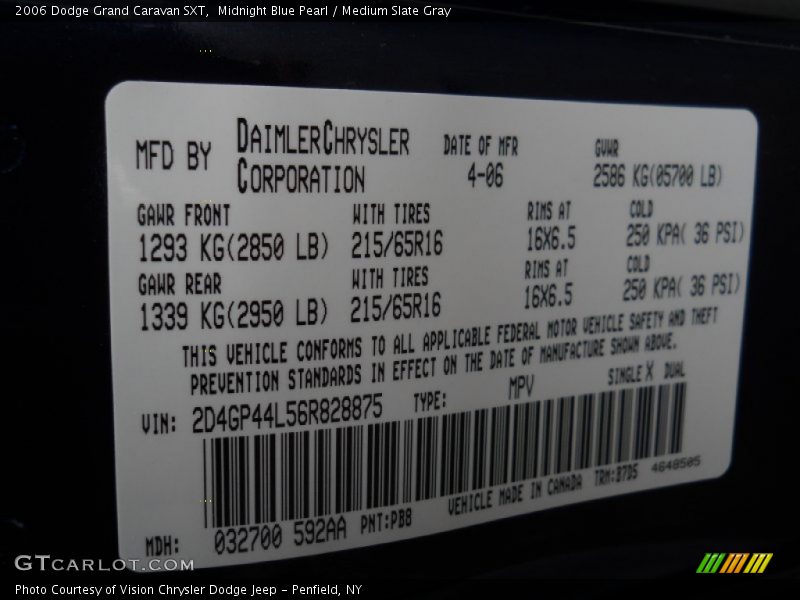 2006 Dodge Grand Caravan SXT,  Midnight Blue Pearl / Medium Slate Gray
MFD BY DAIMLERCHRYSLER CORPORATION DATE OF MFR 4-06 GVWR 2586 KG(05700 LB)
GAWR FRONT WITH TIRES RIMS AT COLD
1293 KG(2850 LB) 215/65R16 16X6.5 250 KPA( 36 PSI)
GAWR REAR WITH TIRES RIMS AT COLD
1339 KG(2950 LB) 215/65R16 16X6.5 250 KPA( 36 PSI)
THIS VEHICLE CONFORMS TO ALL APPLICABLE FEDERAL MOTOR VEHICLE SAFETY AND THEFT
PREVENTION STANDARDS IN EFFECT ON THE DATE OF MANUFACTURE SHOWN ABOVE.
VIN: 2D4GP44L56R828875 TYPE: MPV SINGLE X DUAL
MDH: 032700 592AA PNT:PB8 VEHICLE MADE IN CANADA TRM:B7D5 4648505
GTCARLOT.COM
Photo Courtesy of Vision Chrysler Dodge Jeep – Penfield, NY